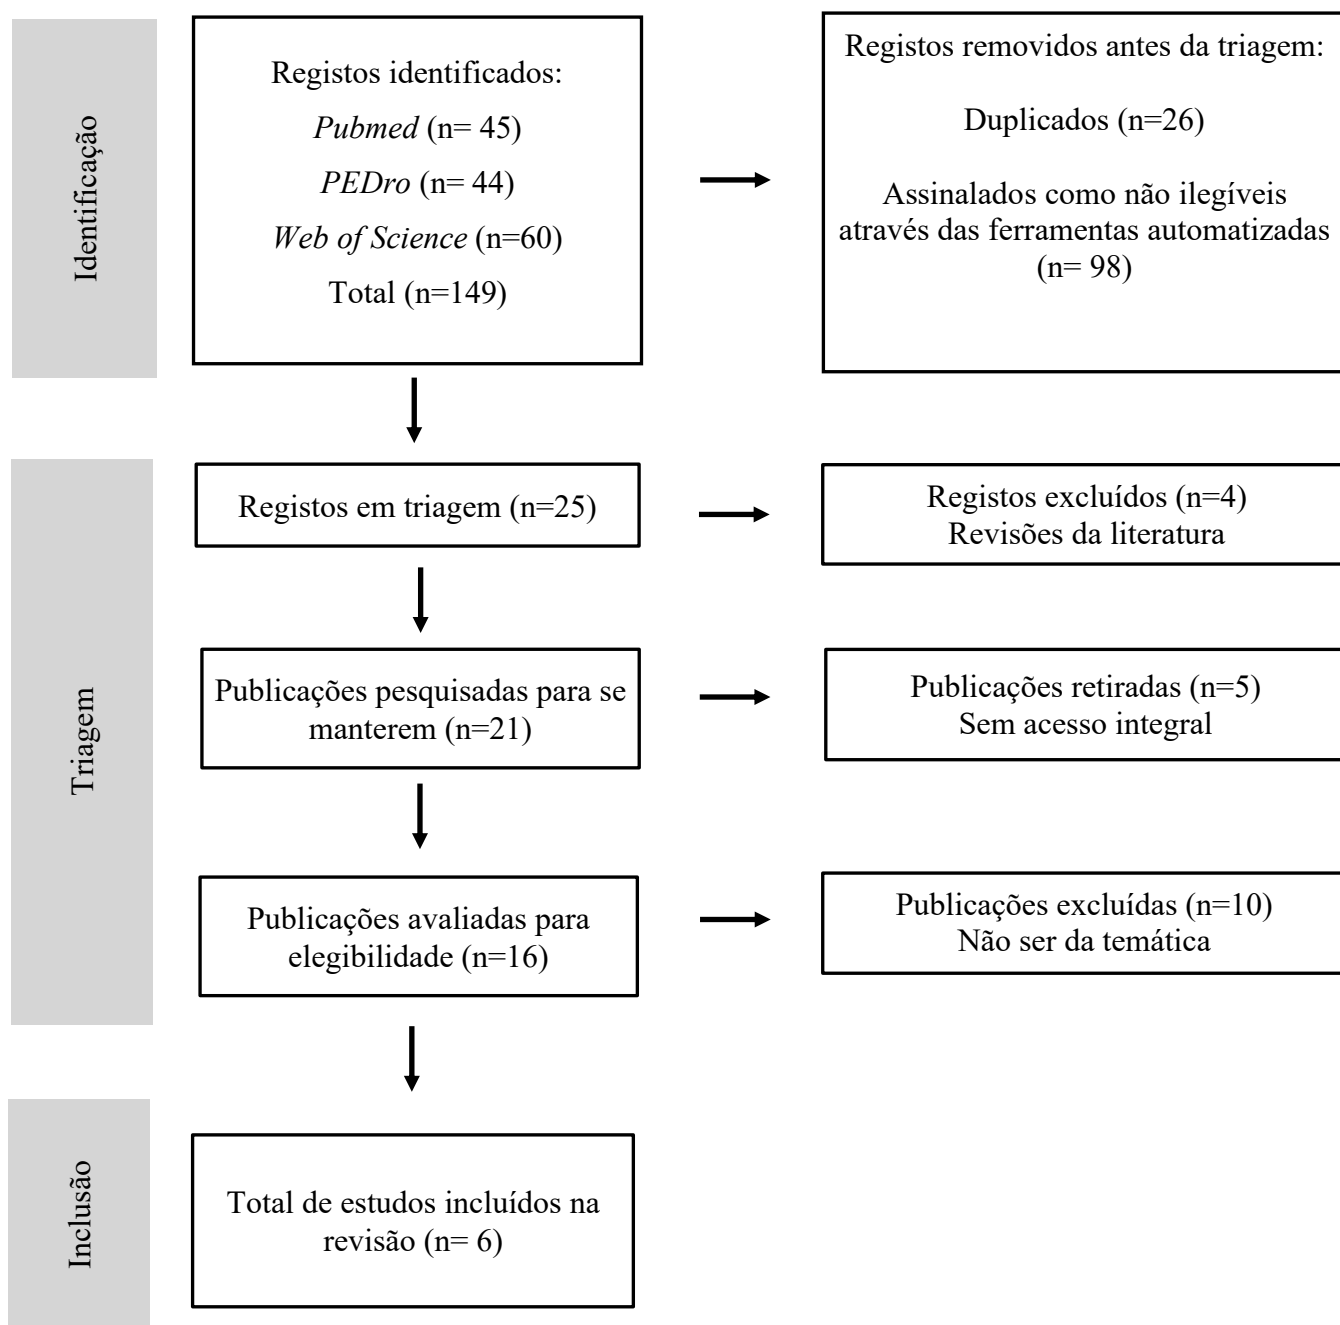 Identificação
Registos identificados:
Pubmed (n= 45)
PEDro (n= 44)
Web of Science (n=60)
Total (n=149)
Registos removidos antes da triagem:
Duplicados (n=26)
Assinalados como não ilegíveis
através das ferramentas automatizadas
(n= 98)
Triagem
Registos em triagem (n=25)
Registos excluídos (n=4)
Revisões da literatura
Publicações pesquisadas para se
manterem (n=21)
Publicações retiradas (n=5)
Sem acesso integral
Publicações avaliadas para
elegibilidade (n=16)
Publicações excluídas (n=10)
Não ser da temática
Inclusão
Total de estudos incluídos na
revisão (n= 6)